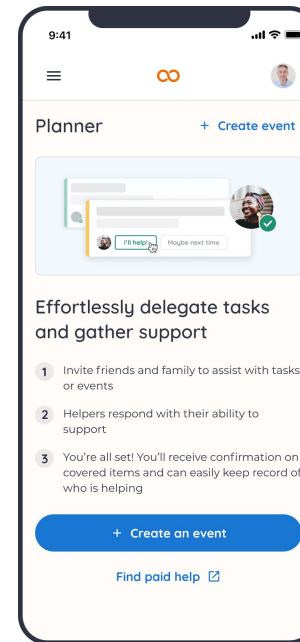 9:41
Planner
+ Create event
I'll help!
Maybe next time
Effortlessly delegate tasks
and gather support
1 Invite friends and family to assist with tasks
or events
2 Helpers respond with their ability to
support
3 You're all set! You'll receive confirmation on
covered items and can easily keep record of
who is helping
+ Create an event
Find paid help